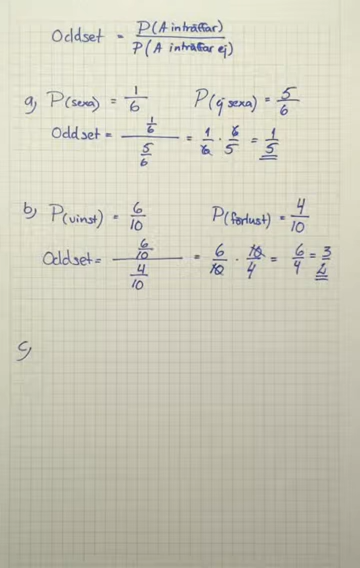 Oddset = P(A inträffar) / P(A inträffar ej)
a) P(sexa) = 1/6 P(ej sexa) = 5/6
Oddset = 1/6 / 5/6 = 1/6 · 6/5 = 1/5
b) P(vinst) = 6/10 P(förlust) = 4/10
Oddset = 6/10 / 4/10 = 6/10 · 10/4 = 6/4 = 3/2
c)